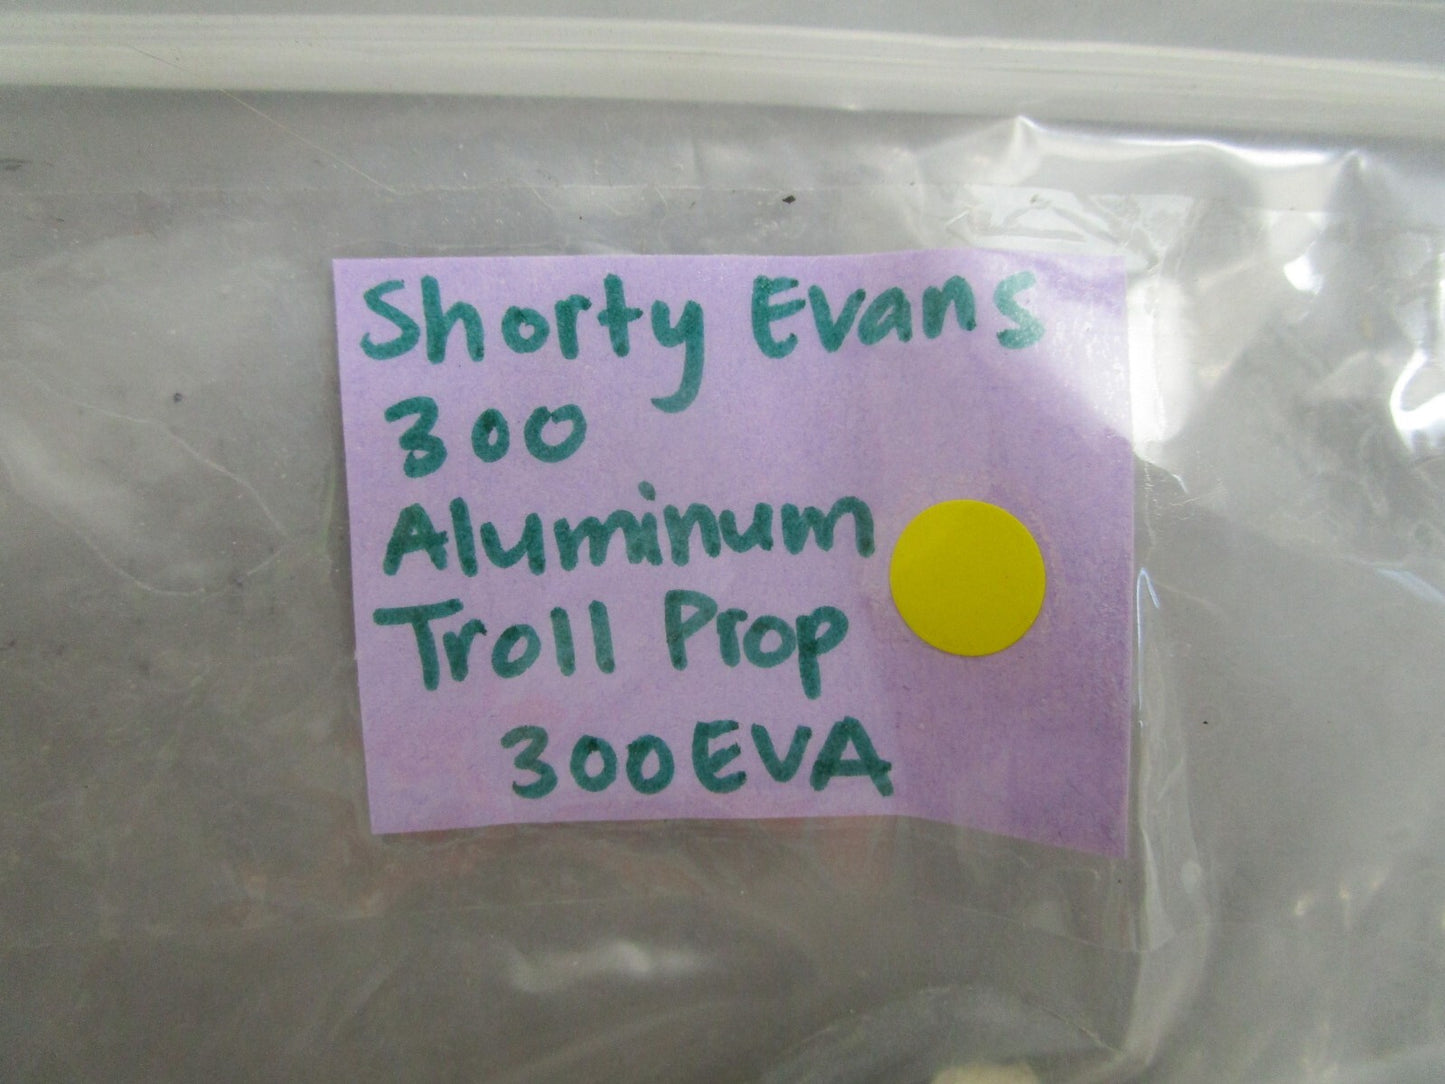 Shorty Evans
300
Aluminum
Troll Prop
300EVA